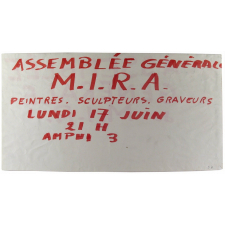 ASSEMBLÉE GÉNÉRALE
M.I.R.A.
PEINTRES. SCULPTEURS. GRAVEURS
LUNDI 17 JUIN
21 H
AMPHI 3